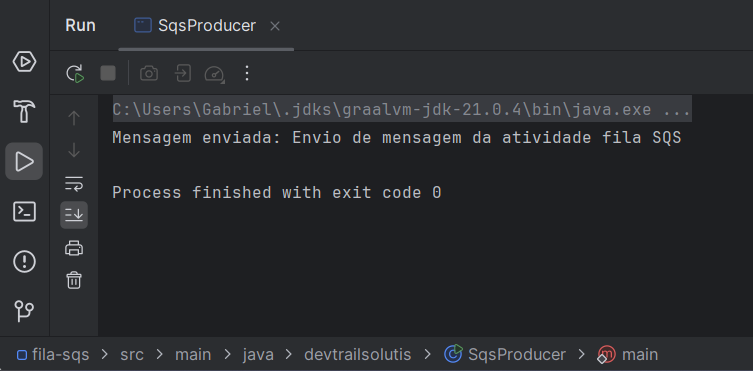 Run
SqsProducer
C:\Users\Gabriel\.jdks\graalvm-jdk-21.0.4\bin\java.exe ...
Mensagem enviada: Envio de mensagem da atividade fila SQS
Process finished with exit code 0
fila-sqs > src > main > java > devtrailsolutis > SqsProducer > main